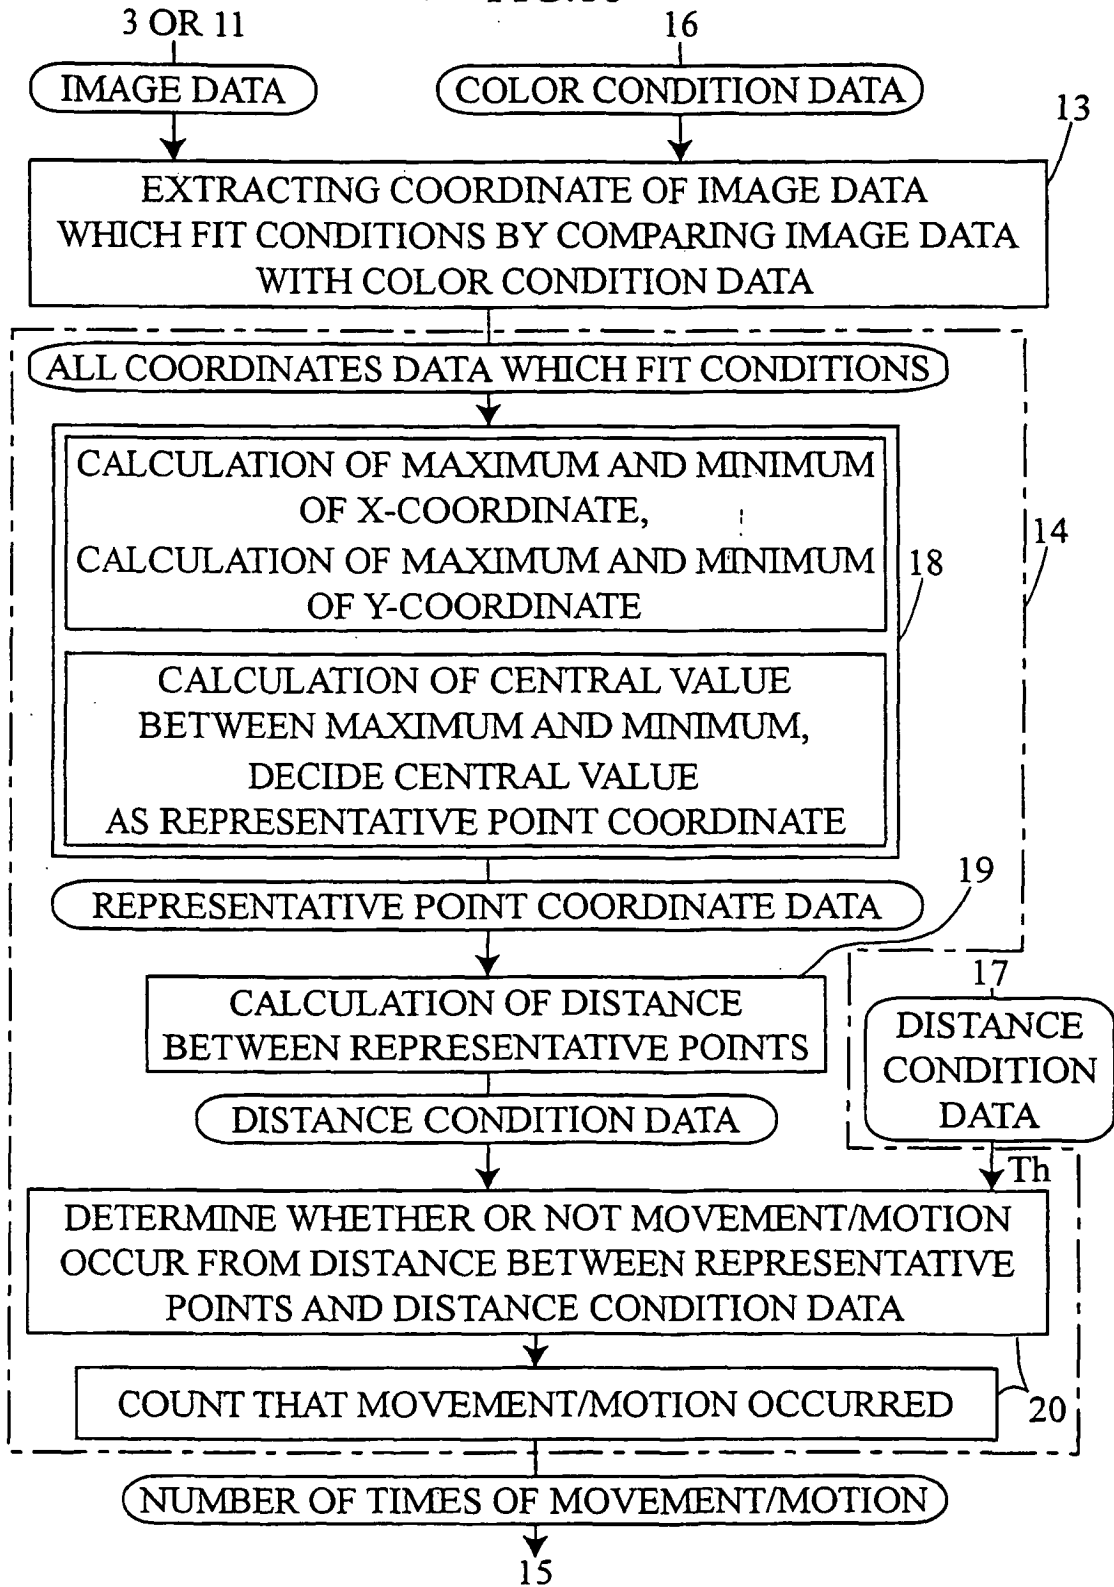 3 OR 11
16
IMAGE DATA
COLOR CONDITION DATA
13
EXTRACTING COORDINATE OF IMAGE DATA
WHICH FIT CONDITIONS BY COMPARING IMAGE DATA
WITH COLOR CONDITION DATA
ALL COORDINATES DATA WHICH FIT CONDITIONS
CALCULATION OF MAXIMUM AND MINIMUM
OF X-COORDINATE,
CALCULATION OF MAXIMUM AND MINIMUM
OF Y-COORDINATE
14
18
CALCULATION OF CENTRAL VALUE
BETWEEN MAXIMUM AND MINIMUM,
DECIDE CENTRAL VALUE
AS REPRESENTATIVE POINT COORDINATE
19
REPRESENTATIVE POINT COORDINATE DATA
CALCULATION OF DISTANCE
BETWEEN REPRESENTATIVE POINTS
17
DISTANCE
CONDITION
DATA
DISTANCE CONDITION DATA
Th
DETERMINE WHETHER OR NOT MOVEMENT/MOTION
OCCUR FROM DISTANCE BETWEEN REPRESENTATIVE
POINTS AND DISTANCE CONDITION DATA
COUNT THAT MOVEMENT/MOTION OCCURRED
20
NUMBER OF TIMES OF MOVEMENT/MOTION
15